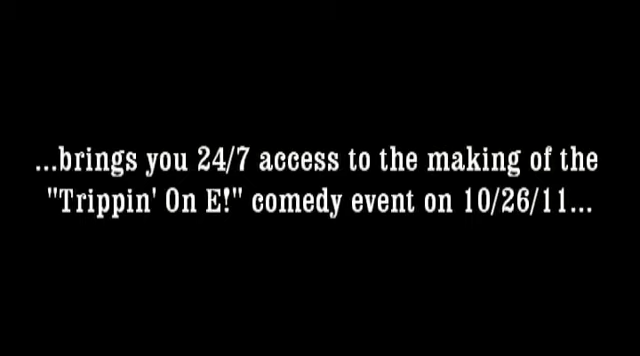 ...brings you 24/7 access to the making of the
"Trippin' On E!" comedy event on 10/26/11...